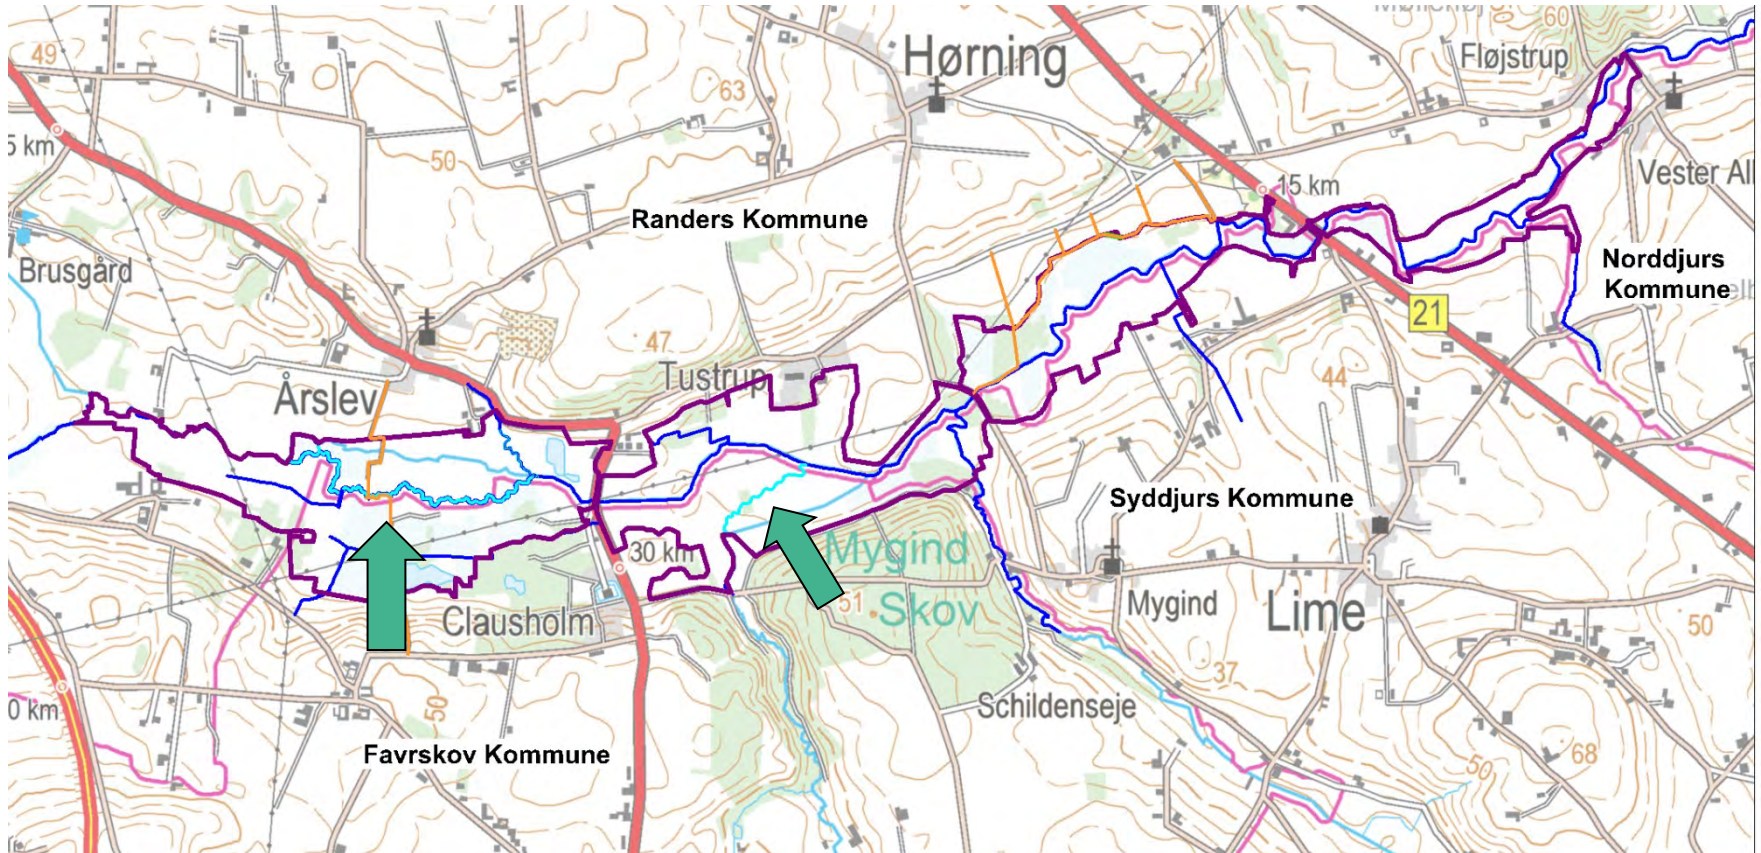 60
49
Hørning
Fløjstrup
63
5 km
50
15 km
Vester All
Randers Kommune
Brusgård
Norddjurs
Kommune
21
47
Tustrup
44
Årslev
Syddjurs Kommune
30 km
Mygind
Skov
51
Clausholm
Mygind
Lime
50
37
0 km
50
Schildenseje
Favrskov Kommune
68
50